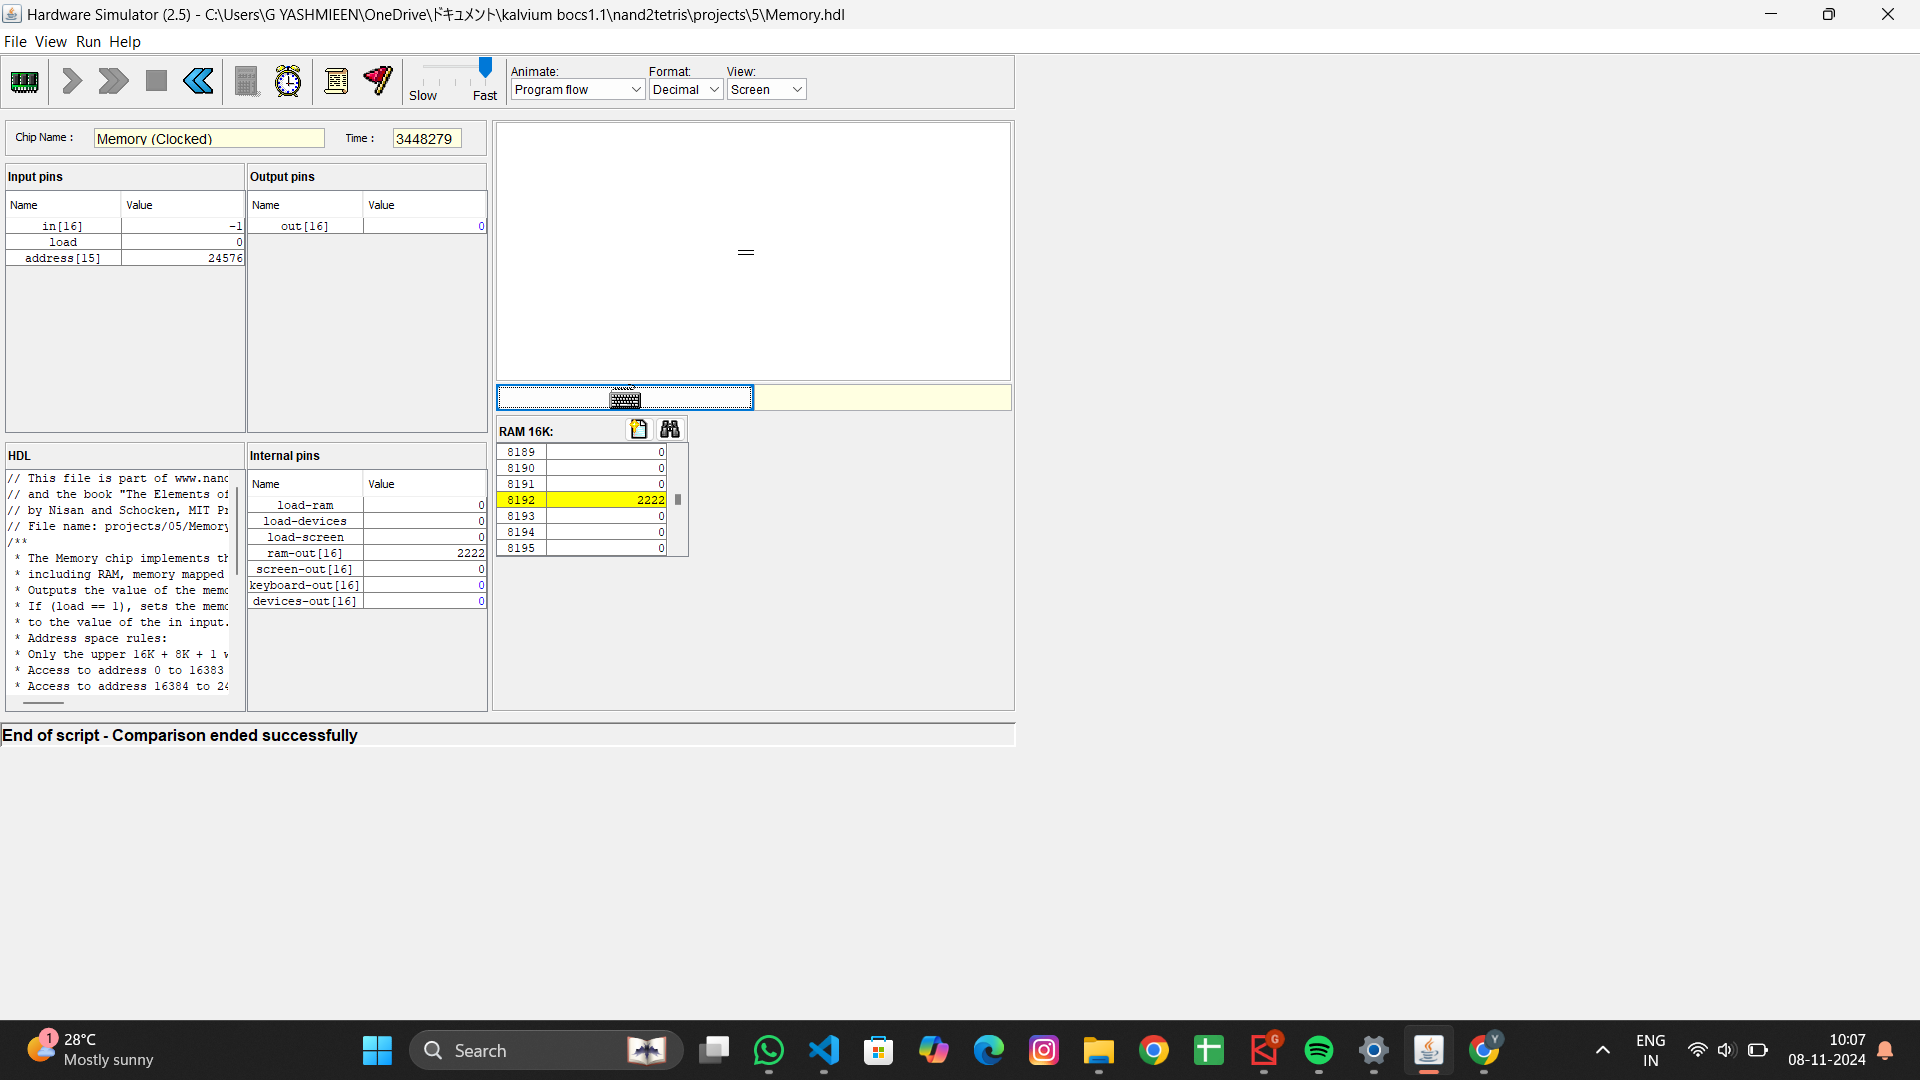 Hardware Simulator (2.5) - C:\Users\G YASHMIEEN\OneDrive\ドキュメント\kalvium bocs1.1\nand2tetris\projects\5\Memory.hdl
File View Run Help
Slow Fast
Animate:
Program flow
Format:
Decimal
View:
Screen
Chip Name :
Memory (Clocked)
Time :
3448279
Input pins
Name Value
in[16] -1
load 0
address[15] 24576
Output pins
Name Value
out[16] 0
HDL
// This file is part of www.nand
// and the book "The Elements of
// by Nisan and Schocken, MIT Pr
// File name: projects/05/Memory
/**
* The Memory chip implements th
* including RAM, memory mapped
* Outputs the value of the memo
* If (load == 1), sets the memo
* to the value of the in input.
* Address space rules:
* Only the upper 16K + 8K + 1 w
* Access to address 0 to 16383
* Access to address 16384 to 24
Internal pins
Name Value
load-ram 0
load-devices 0
load-screen 0
ram-out[16] 2222
screen-out[16] 0
keyboard-out[16] 0
devices-out[16] 0
RAM 16K:
8189 0
8190 0
8191 0
8192 2222
8193 0
8194 0
8195 0
End of script - Comparison ended successfully
1
28°C
Mostly sunny
Search
G
Y
ENG
IN
10:07
08-11-2024